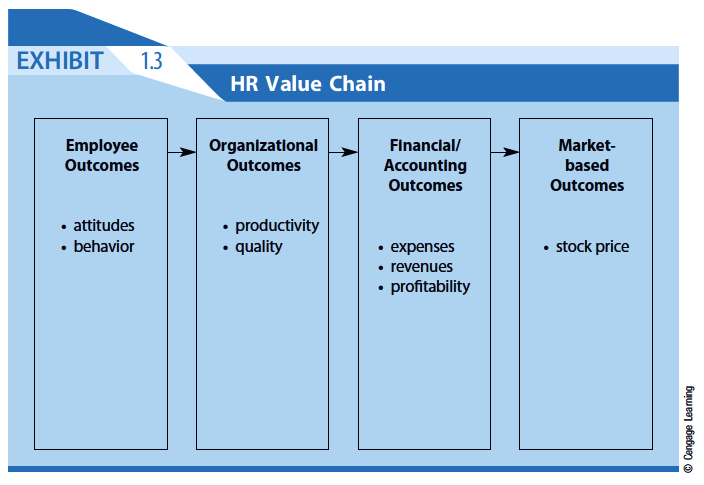 EXHIBIT 1.3
HR Value Chain
Employee
Outcomes
• attitudes
• behavior
Organizational
Outcomes
• productivity
• quality
Financial/
Accounting
Outcomes
• expenses
• revenues
• profitability
Market-
based
Outcomes
• stock price
© Cengage Learning